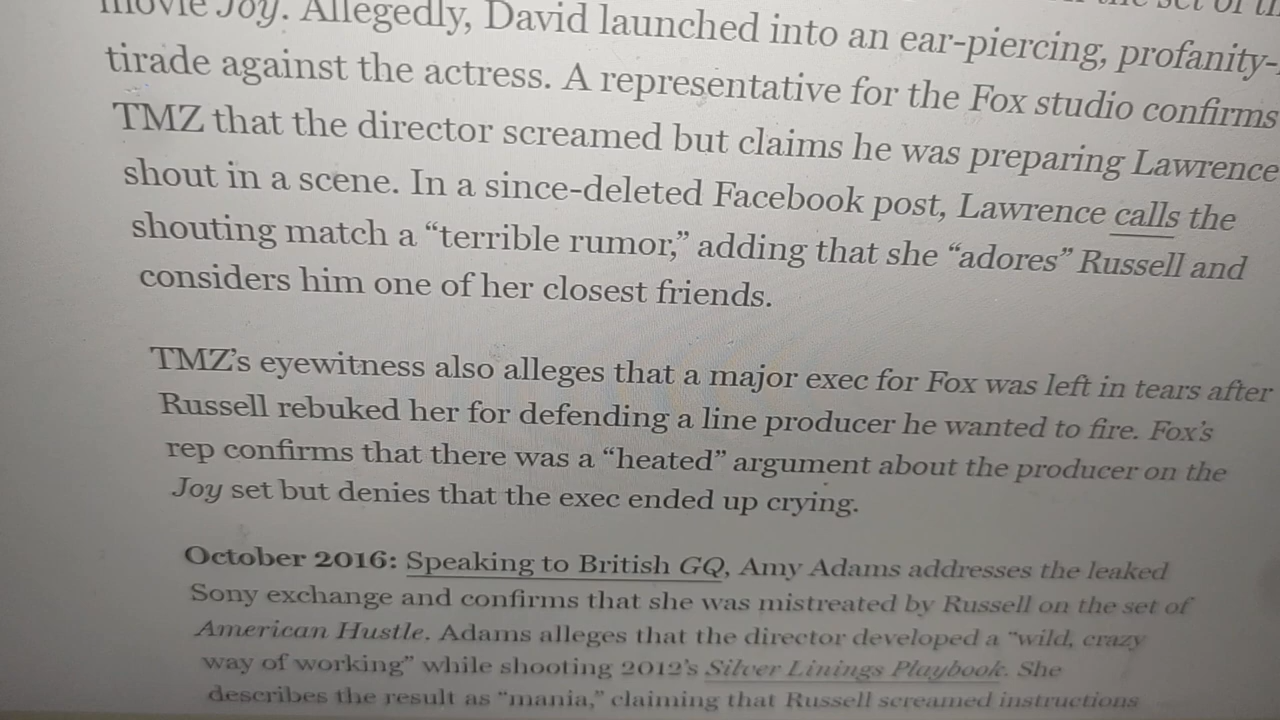 movie Joy. Allegedly, David launched into an ear-piercing, profanity-
tirade against the actress. A representative for the Fox studio confirms
TMZ that the director screamed but claims he was preparing Lawrence
shout in a scene. In a since-deleted Facebook post, Lawrence calls the
shouting match a “terrible rumor,” adding that she “adores” Russell and
considers him one of her closest friends.
TMZ’s eyewitness also alleges that a major exec for Fox was left in tears after
Russell rebuked her for defending a line producer he wanted to fire. Fox’s
rep confirms that there was a “heated” argument about the producer on the
Joy set but denies that the exec ended up crying.
October 2016: Speaking to British GQ, Amy Adams addresses the leaked
Sony exchange and confirms that she was mistreated by Russell on the set of
American Hustle. Adams alleges that the director developed a “wild, crazy
way of working” while shooting 2012’s Silver Linings Playbook. She
describes the result as “mania,” claiming that Russell screamed instructions